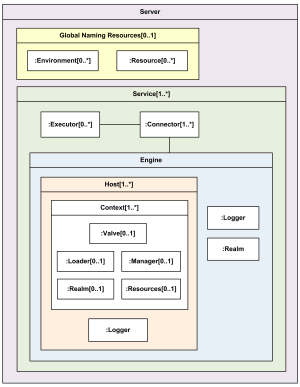 Server
Global Naming Resources[0..1]
:Environment[0..*]
:Resource[0..*]
Service[1..*]
:Executor[0..*]
:Connector[1..*]
Engine
Host[1..*]
Context[1..*]
:Valve[0..1]
:Loader[0..1]
:Manager[0..1]
:Realm[0..1]
:Resources[0..1]
:Logger
:Logger
:Realm